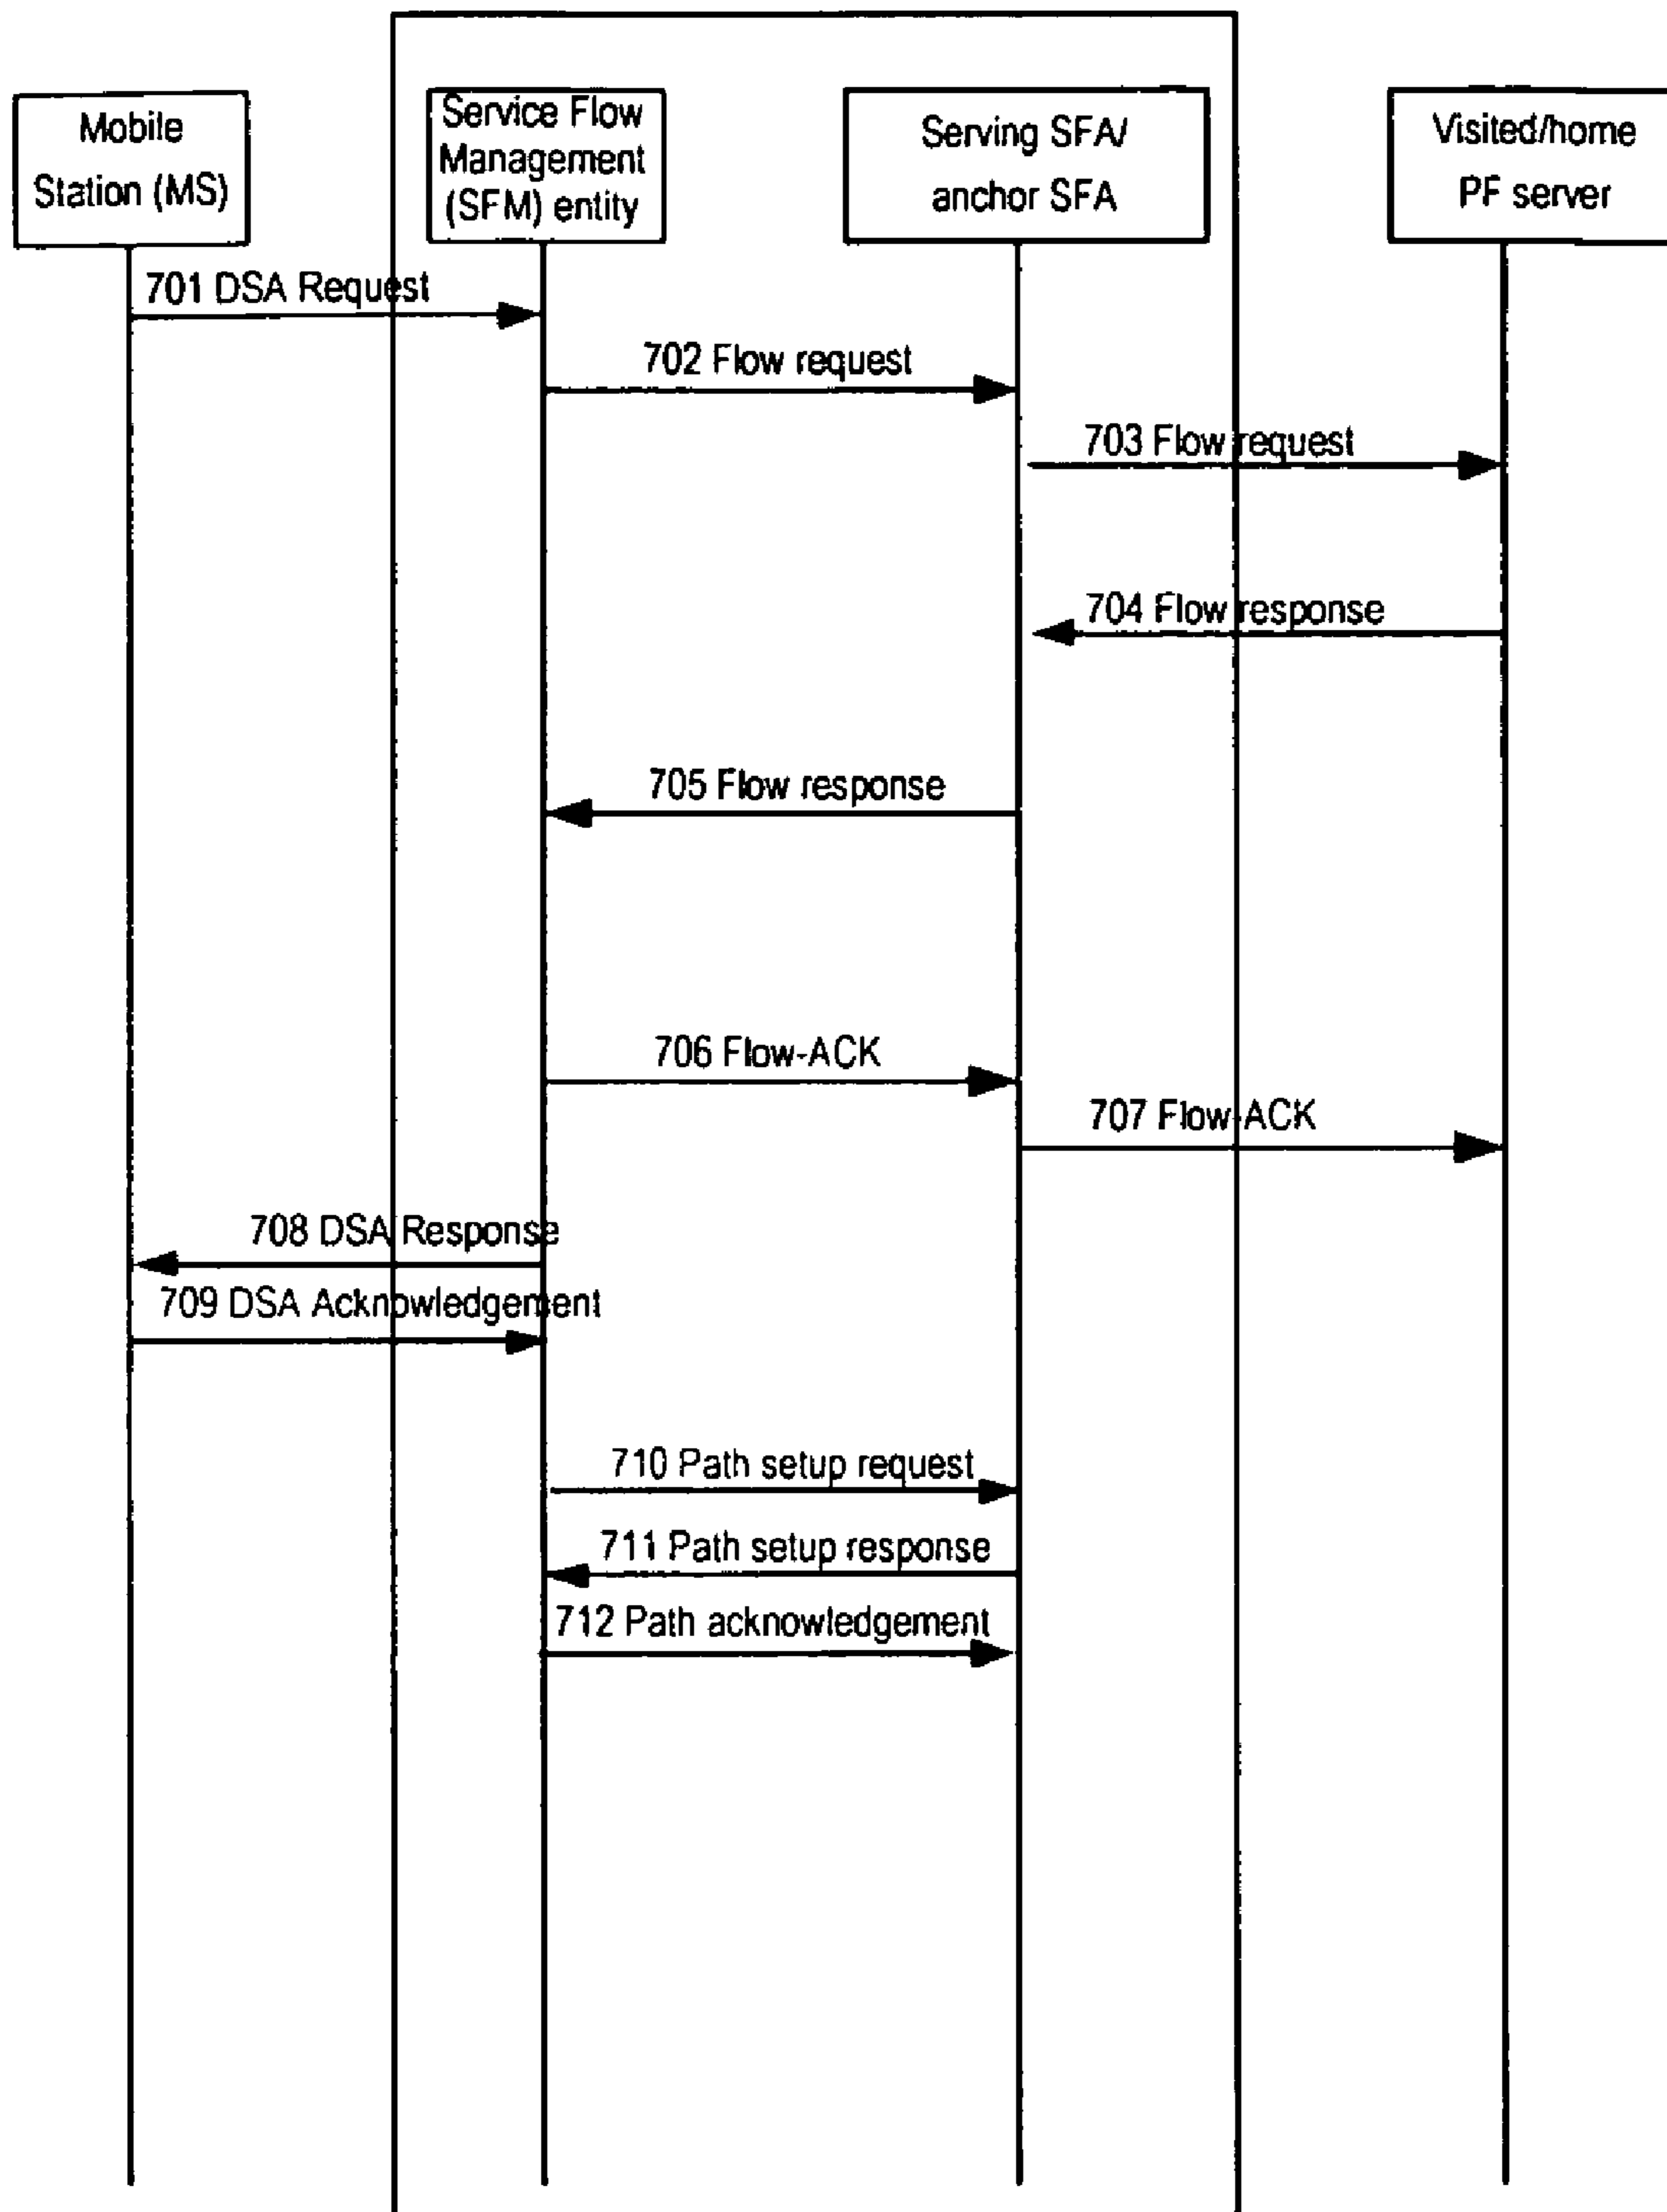 Mobile
Station (MS)
Service Flow
Management
(SFM) entity
Serving SFA/
anchor SFA
Visited/home
PF server
701 DSA Request
702 Flow request
703 Flow request
704 Flow response
705 Flow response
706 Flow-ACK
707 Flow-ACK
708 DSA Response
709 DSA Acknowledgement
710 Path setup request
711 Path setup response
712 Path acknowledgement